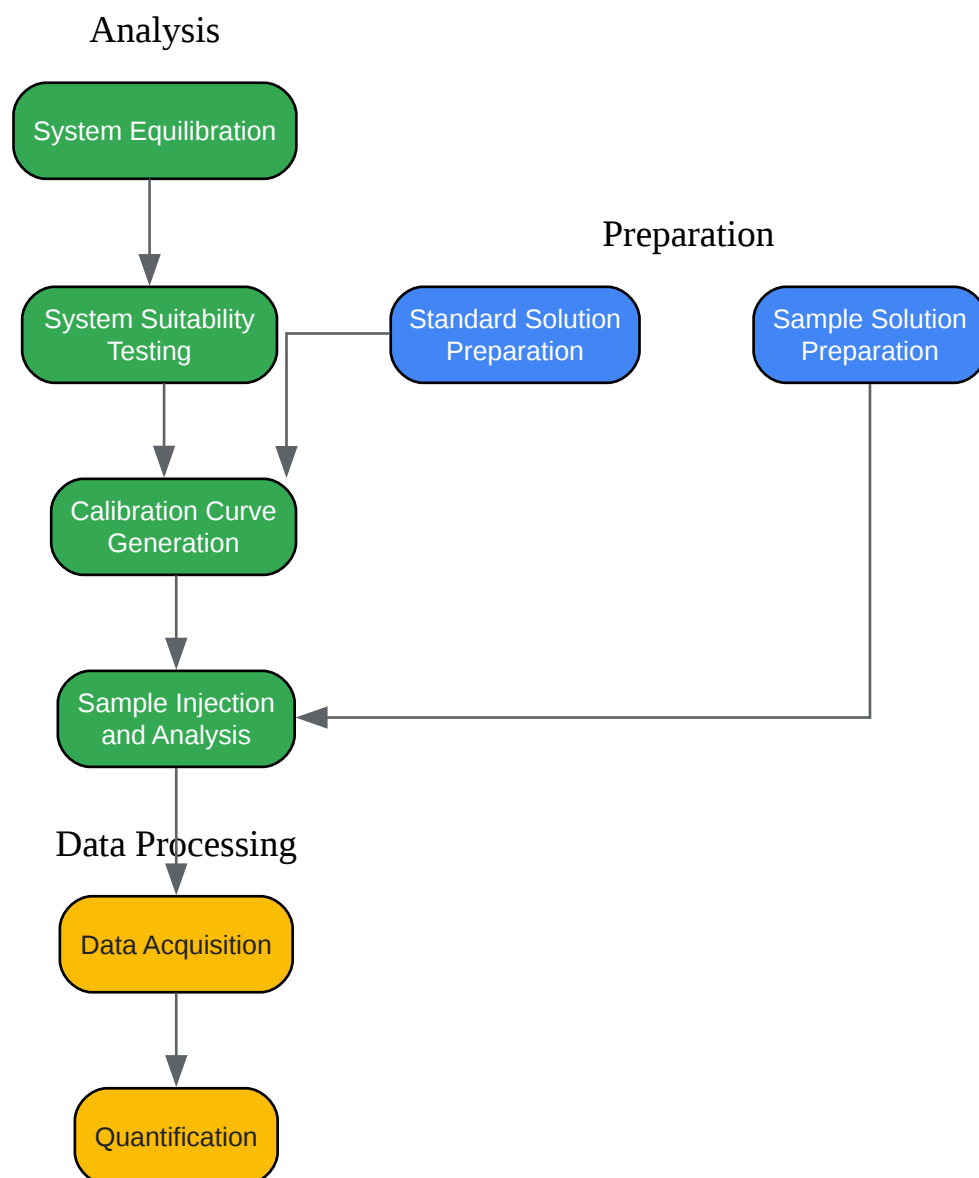 Analysis
System Equilibration
Preparation
System Suitability
Testing
Standard Solution
Preparation
Sample Solution
Preparation
Calibration Curve
Generation
Sample Injection
and Analysis
Data Processing
Data Acquisition
Quantification